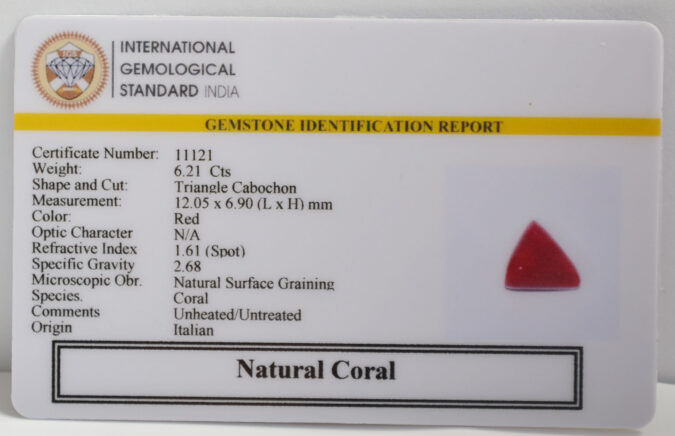 INTERNATIONAL
GEMOLOGICAL
STANDARD INDIA
GEMSTONE IDENTIFICATION REPORT
Certificate Number: 11121
Weight: 6.21 Cts
Shape and Cut: Triangle Cabochon
Measurement: 12.05 x 6.90 (L x H) mm
Color: Red
Optic Character N/A
Refractive Index 1.61 (Spot)
Specific Gravity 2.68
Microscopic Obr. Natural Surface Graining
Species. Coral
Comments Unheated/Untreated
Origin Italian
Natural Coral